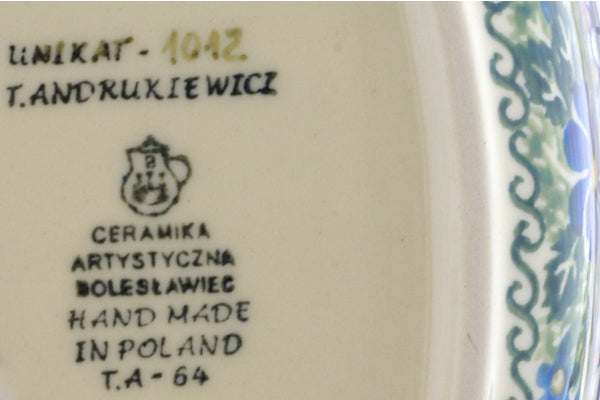 UNIKAT - 1012
T.ANDRUKIEWICZ
CERAMIKA
ARTYSTYCZNA
BOLESŁAWIEC
HAND MADE
IN POLAND
T.A - 64